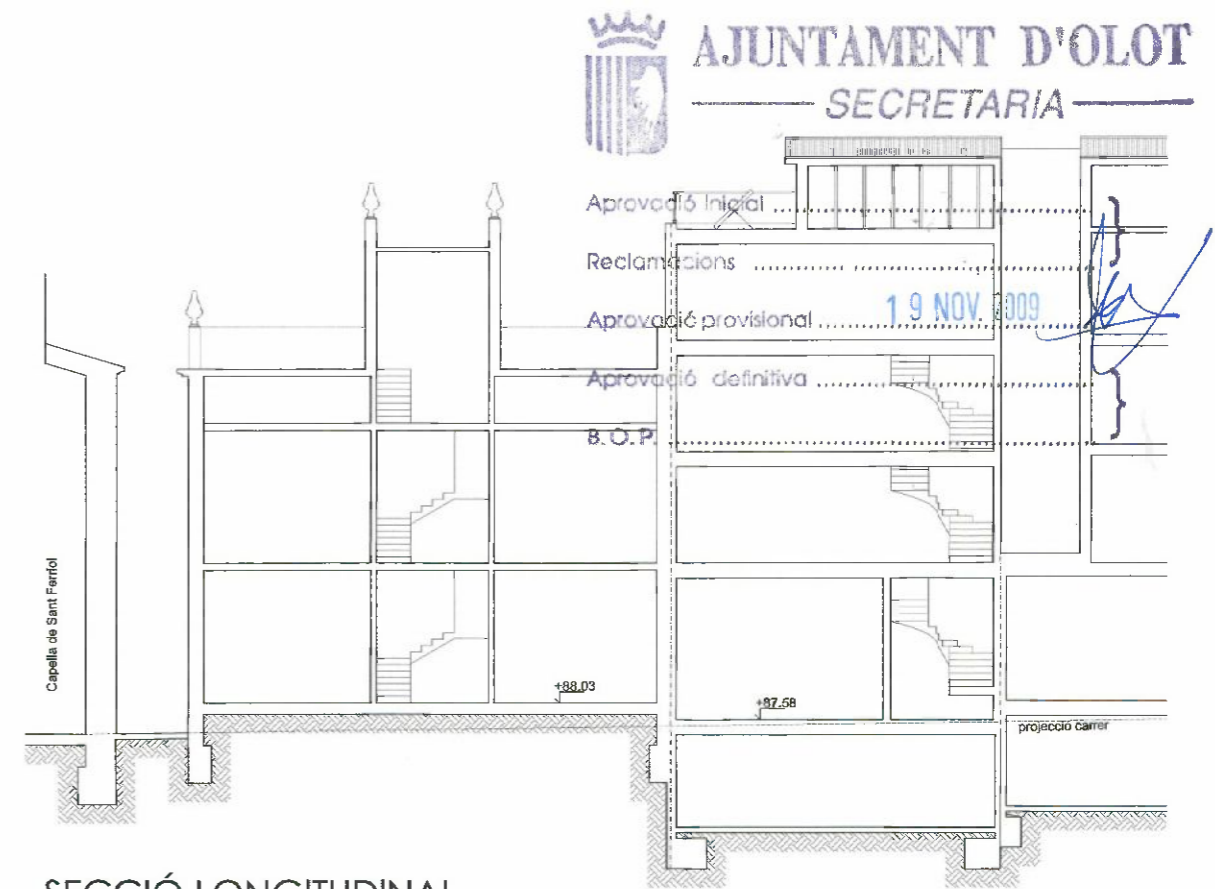 AJUNTAMENT D'OLOT
SECRETARIA
Aprovació Inicial
Reclamacions
Aprovació provisional 19 NOV. 2009
Aprovació definitiva
B.O.P.
Capella de Sant Ferriol
+88.03
+87.58
projecció carrer
SECCIÓ LONGITUDINAL